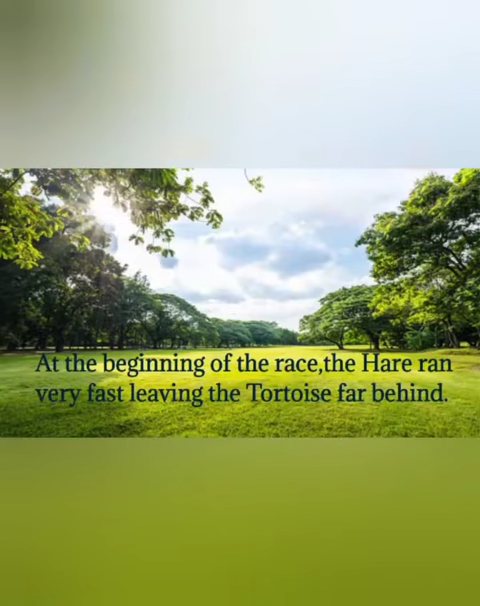 At the beginning of the race,the Hare ran
very fast leaving the Tortoise far behind.